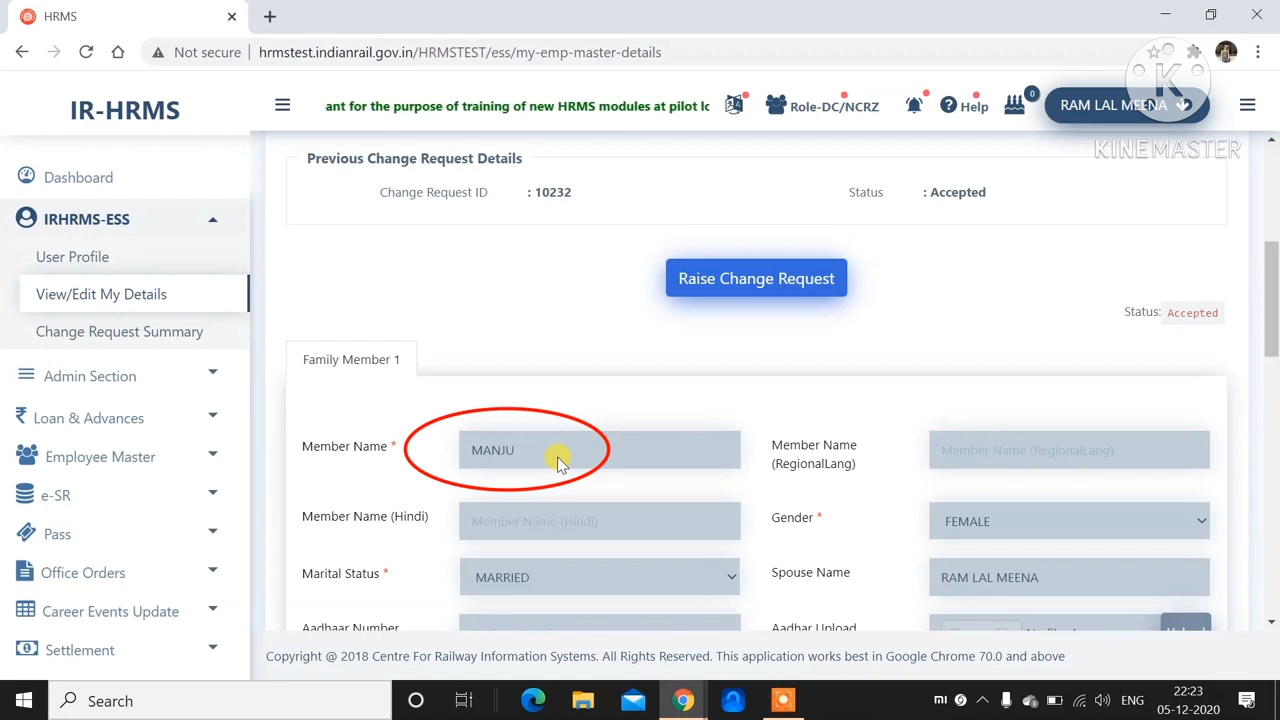 HRMS
Not secure
hrmstest.indianrail.gov.in/HRMSTEST/ess/my-emp-master-details
K
KINEMASTER
IR-HRMS
ant for the purpose of training of new HRMS modules at pilot lo
Role-DC/NCRZ
Help
0
RAM LAL MEENA
Dashboard
IRHRMS-ESS
User Profile
View/Edit My Details
Change Request Summary
Admin Section
Loan & Advances
Employee Master
e-SR
Pass
Office Orders
Career Events Update
Settlement
Previous Change Request Details
Change Request ID : 10232
Status : Accepted
Raise Change Request
Status: Accepted
Family Member 1
Member Name * MANJU
Member Name (RegionalLang) Member Name (RegionalLang)
Member Name (Hindi) Member Name (Hindi)
Gender * FEMALE
Marital Status * MARRIED
Spouse Name RAM LAL MEENA
Aadhaar Number
Aadhar Upload
Copyright @ 2018 Centre For Railway Information Systems. All Rights Reserved. This application works best in Google Chrome 70.0 and above
Search
mi
ENG
22:23
05-12-2020